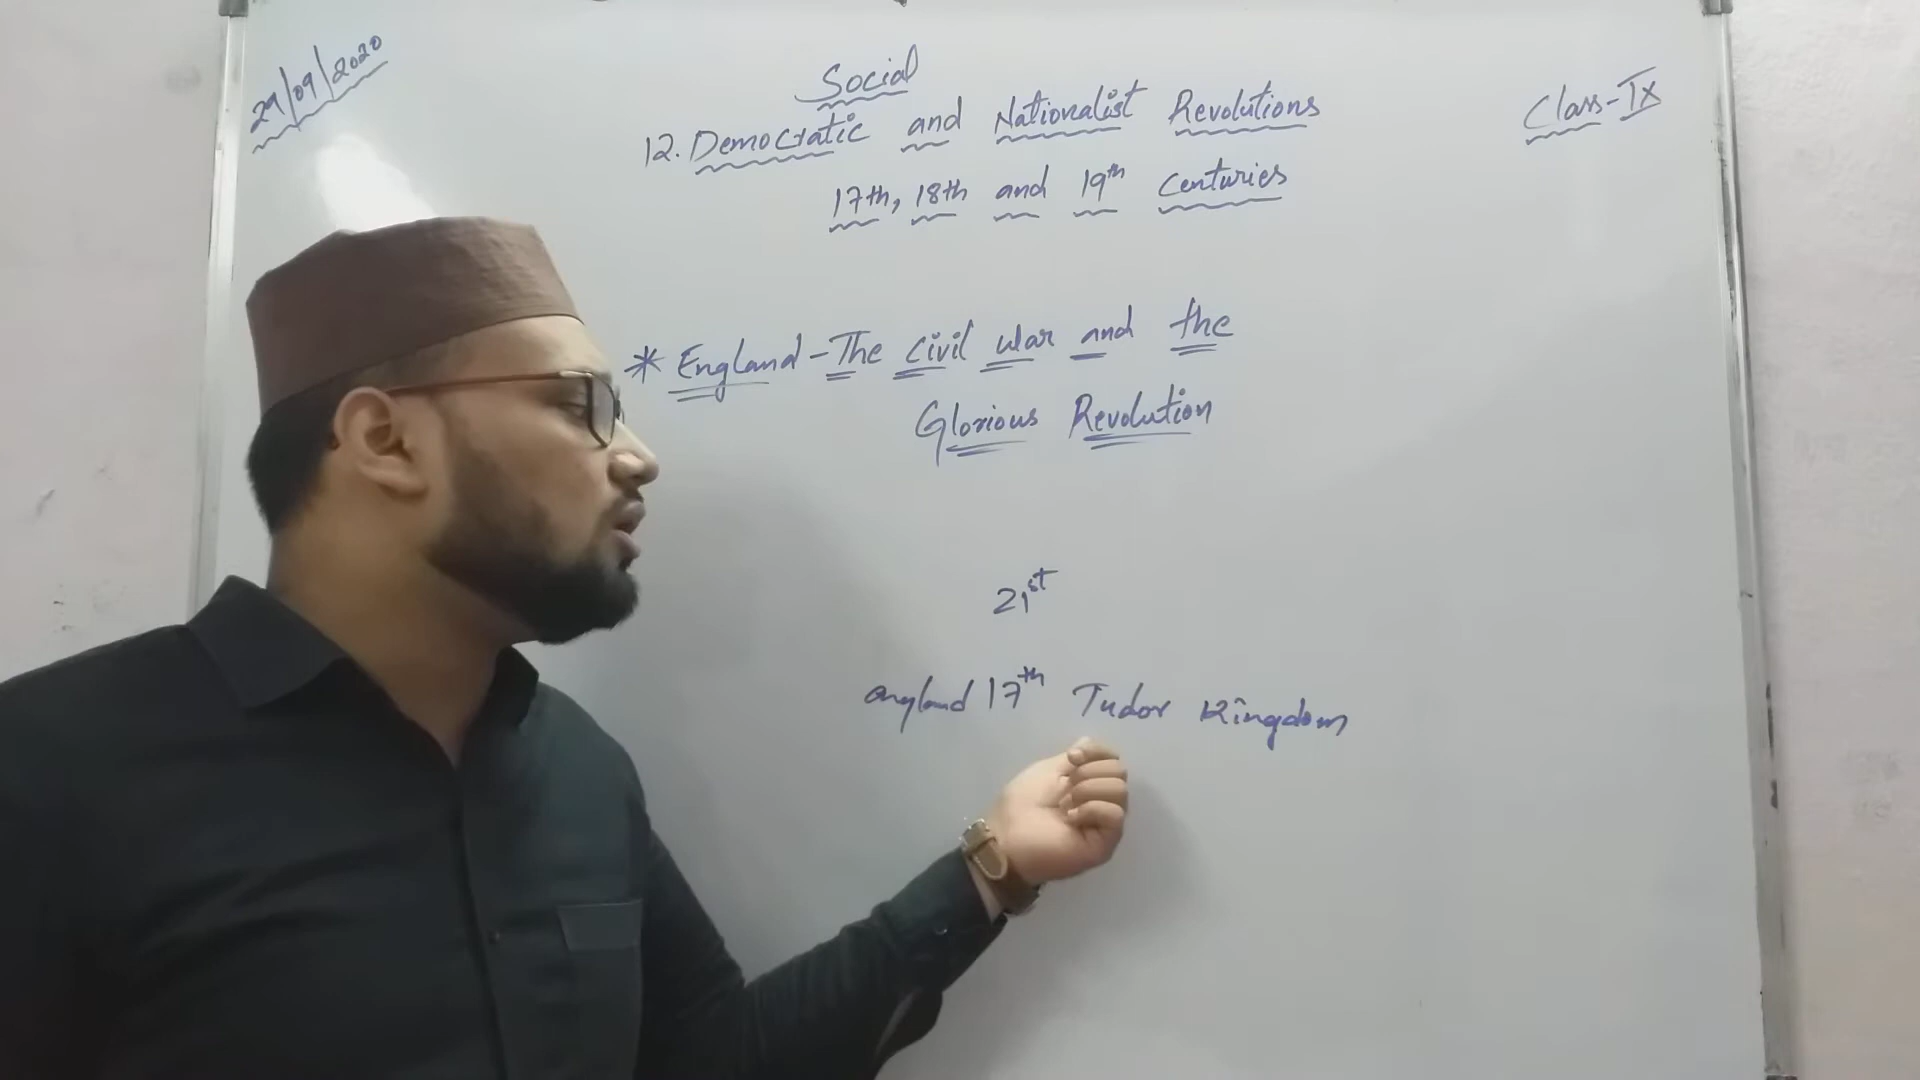 29/09/2020
Social
Class-IX
12. Democratic and Nationalist Revolutions
17th, 18th and 19th Centuries
* England - The Civil war and the
Glorious Revolution
21st
england 17th Tudor Kingdom